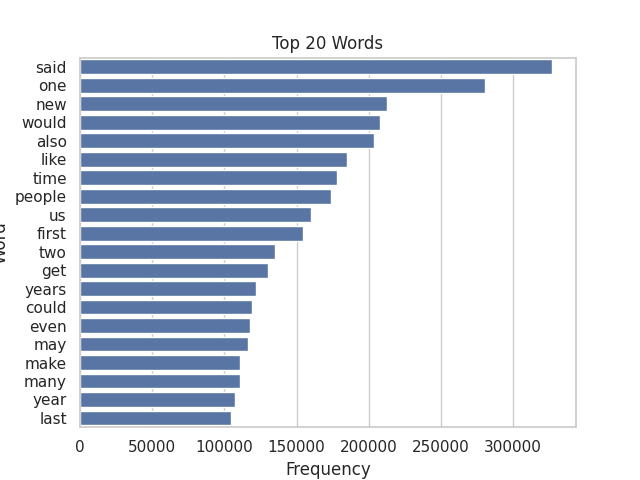 Top 20 Words
said
one
new
would
also
like
time
people
us
first
two
get
years
could
even
may
make
many
year
last
0 50000 100000 150000 200000 250000 300000
Frequency